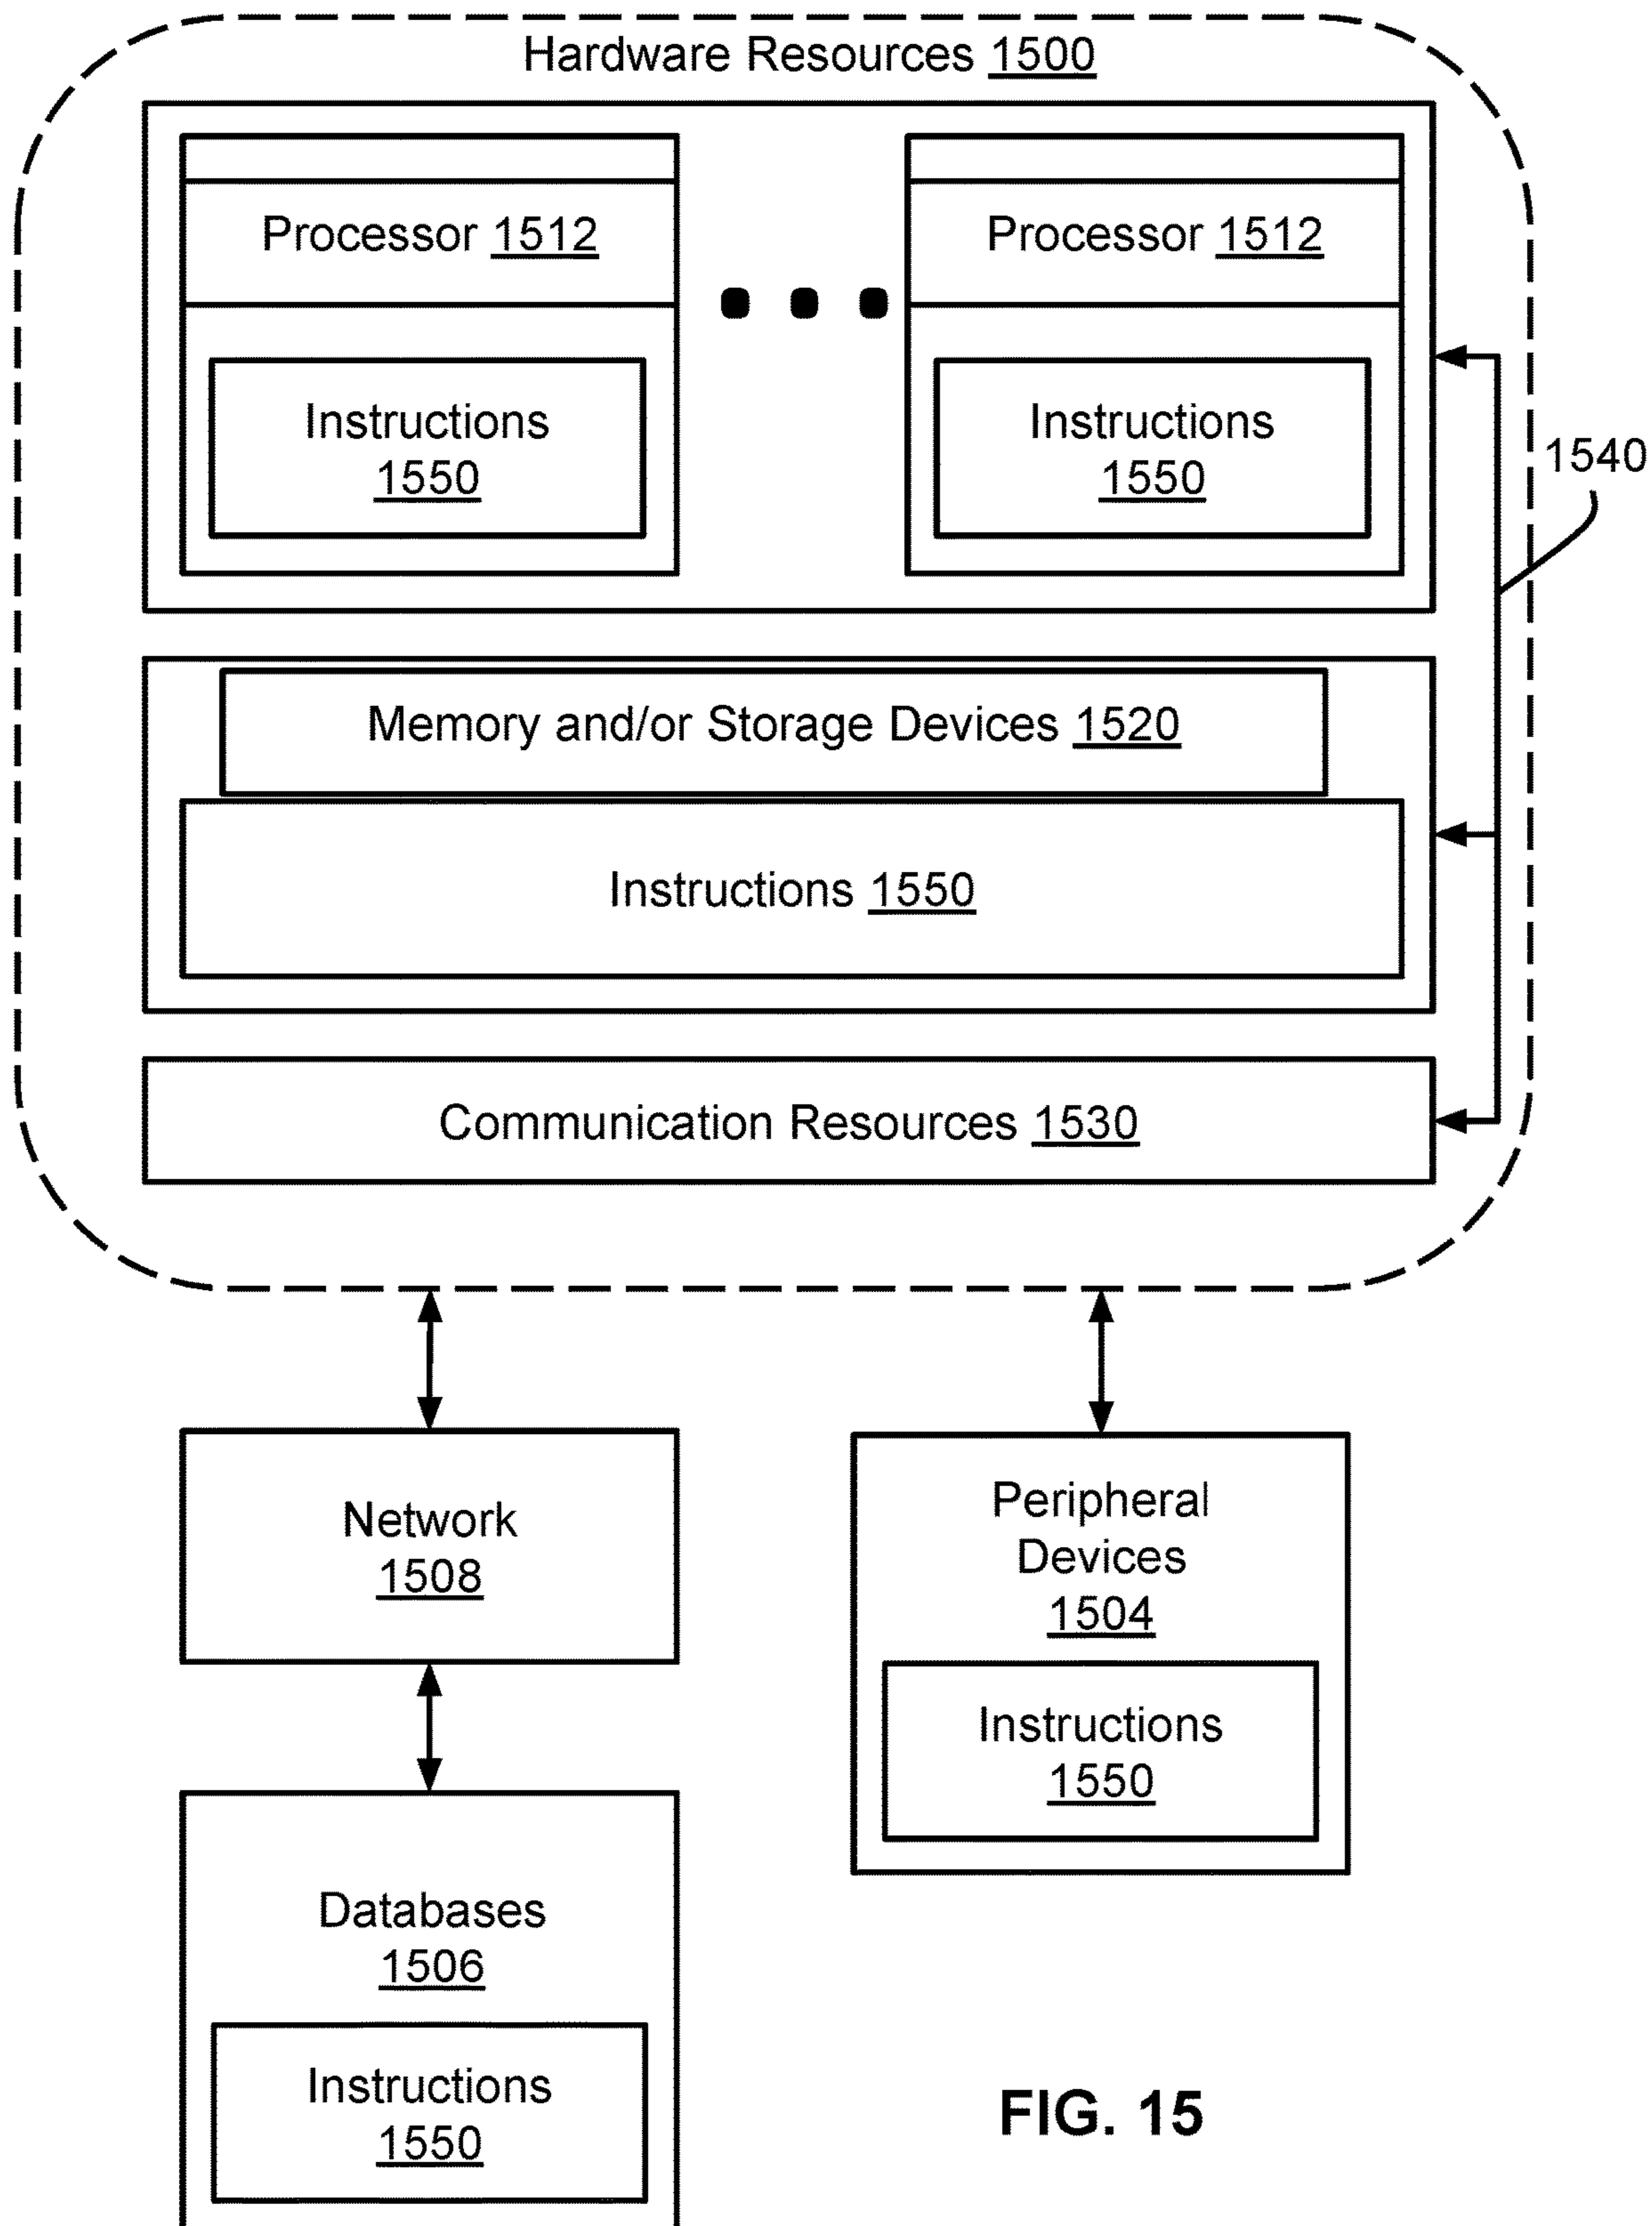 Hardware Resources 1500
Processor 1512
Processor 1512
Instructions
1550
Instructions
1550
1540
Memory and/or Storage Devices 1520
Instructions 1550
Communication Resources 1530
Network
1508
Peripheral
Devices
1504
Instructions
1550
Databases
1506
Instructions
1550
FIG. 15